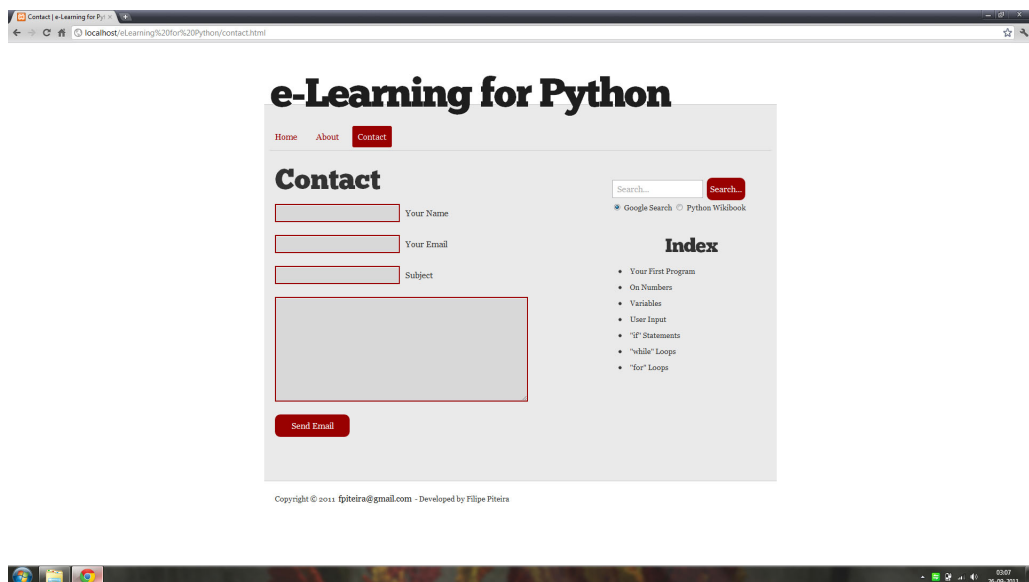 Contact | e-Learning for Pyt
localhost/eLearning%20for%20Python/contact.html
e-Learning for Python
Home About Contact
Contact
Your Name
Your Email
Subject
Send Email
Search... Search...
Google Search Python Wikibook
Index
Your First Program
On Numbers
Variables
User Input
"if" Statements
"while" Loops
"for" Loops
Copyright © 2011 fpiteira@gmail.com - Developed by Filipe Piteira
03:07